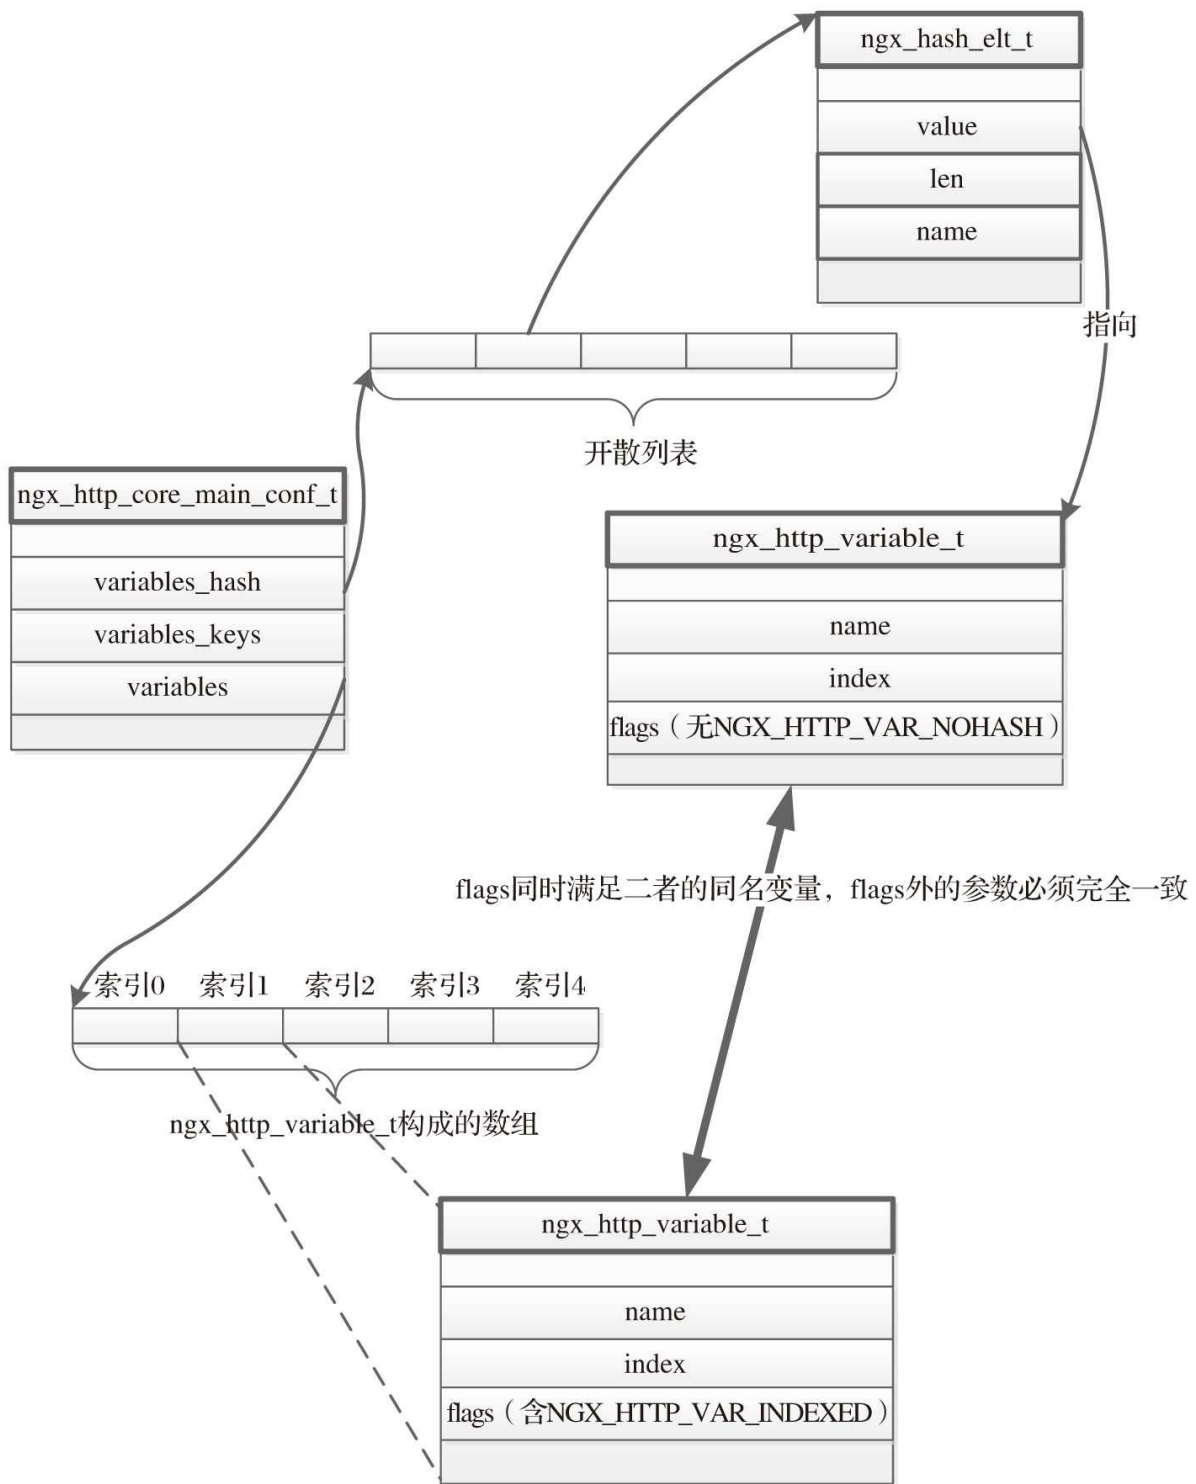 ngx_hash_elt_t
value
len
name
指向
开散列表
ngx_http_core_main_conf_t
variables_hash
variables_keys
variables
ngx_http_variable_t
name
index
flags（无NGX_HTTP_VAR_NOHASH）
flags同时满足二者的同名变量，flags外的参数必须完全一致
索引0 索引1 索引2 索引3 索引4
ngx_http_variable_t构成的数组
ngx_http_variable_t
name
index
flags（含NGX_HTTP_VAR_INDEXED）